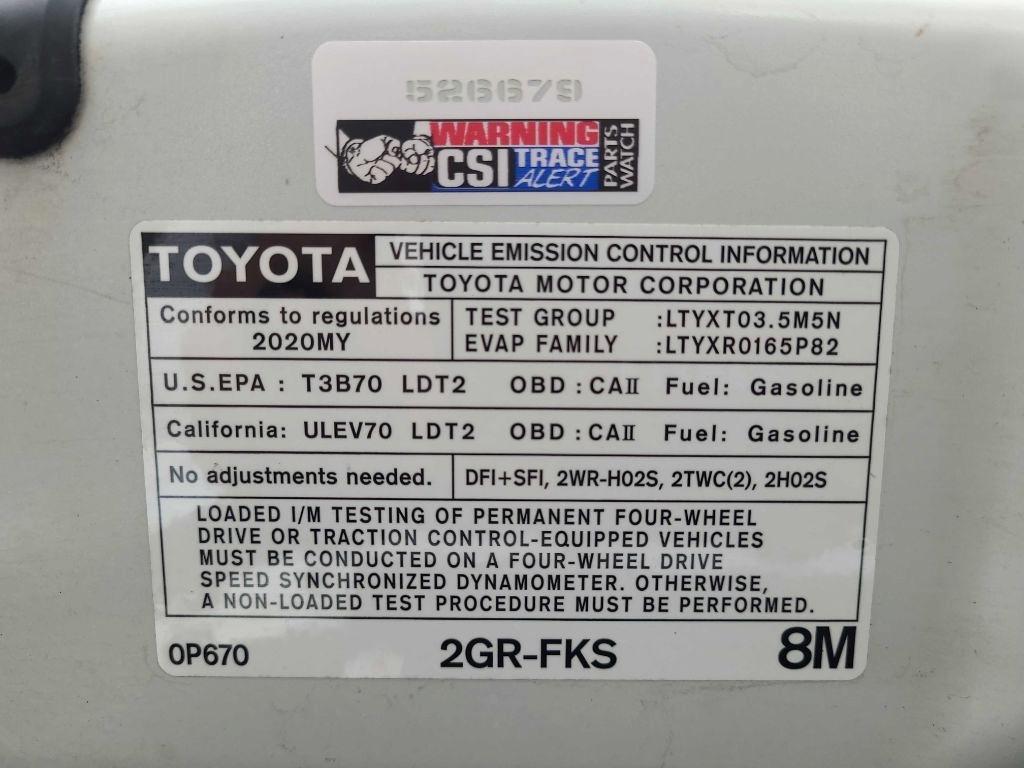 526679
WARNING
CSI TRACE ALERT
PARTS WATCH
TOYOTA
VEHICLE EMISSION CONTROL INFORMATION
TOYOTA MOTOR CORPORATION
Conforms to regulations
2020MY
TEST GROUP :LTYXT03.5M5N
EVAP FAMILY :LTYXR0165P82
U.S.EPA : T3B70 LDT2 OBD : CAII Fuel: Gasoline
California: ULEV70 LDT2 OBD : CAII Fuel: Gasoline
No adjustments needed.
DFI+SFI, 2WR-HO2S, 2TWC(2), 2HO2S
LOADED I/M TESTING OF PERMANENT FOUR-WHEEL
DRIVE OR TRACTION CONTROL-EQUIPPED VEHICLES
MUST BE CONDUCTED ON A FOUR-WHEEL DRIVE
SPEED SYNCHRONIZED DYNAMOMETER. OTHERWISE,
A NON-LOADED TEST PROCEDURE MUST BE PERFORMED.
0P670
2GR-FKS
8M